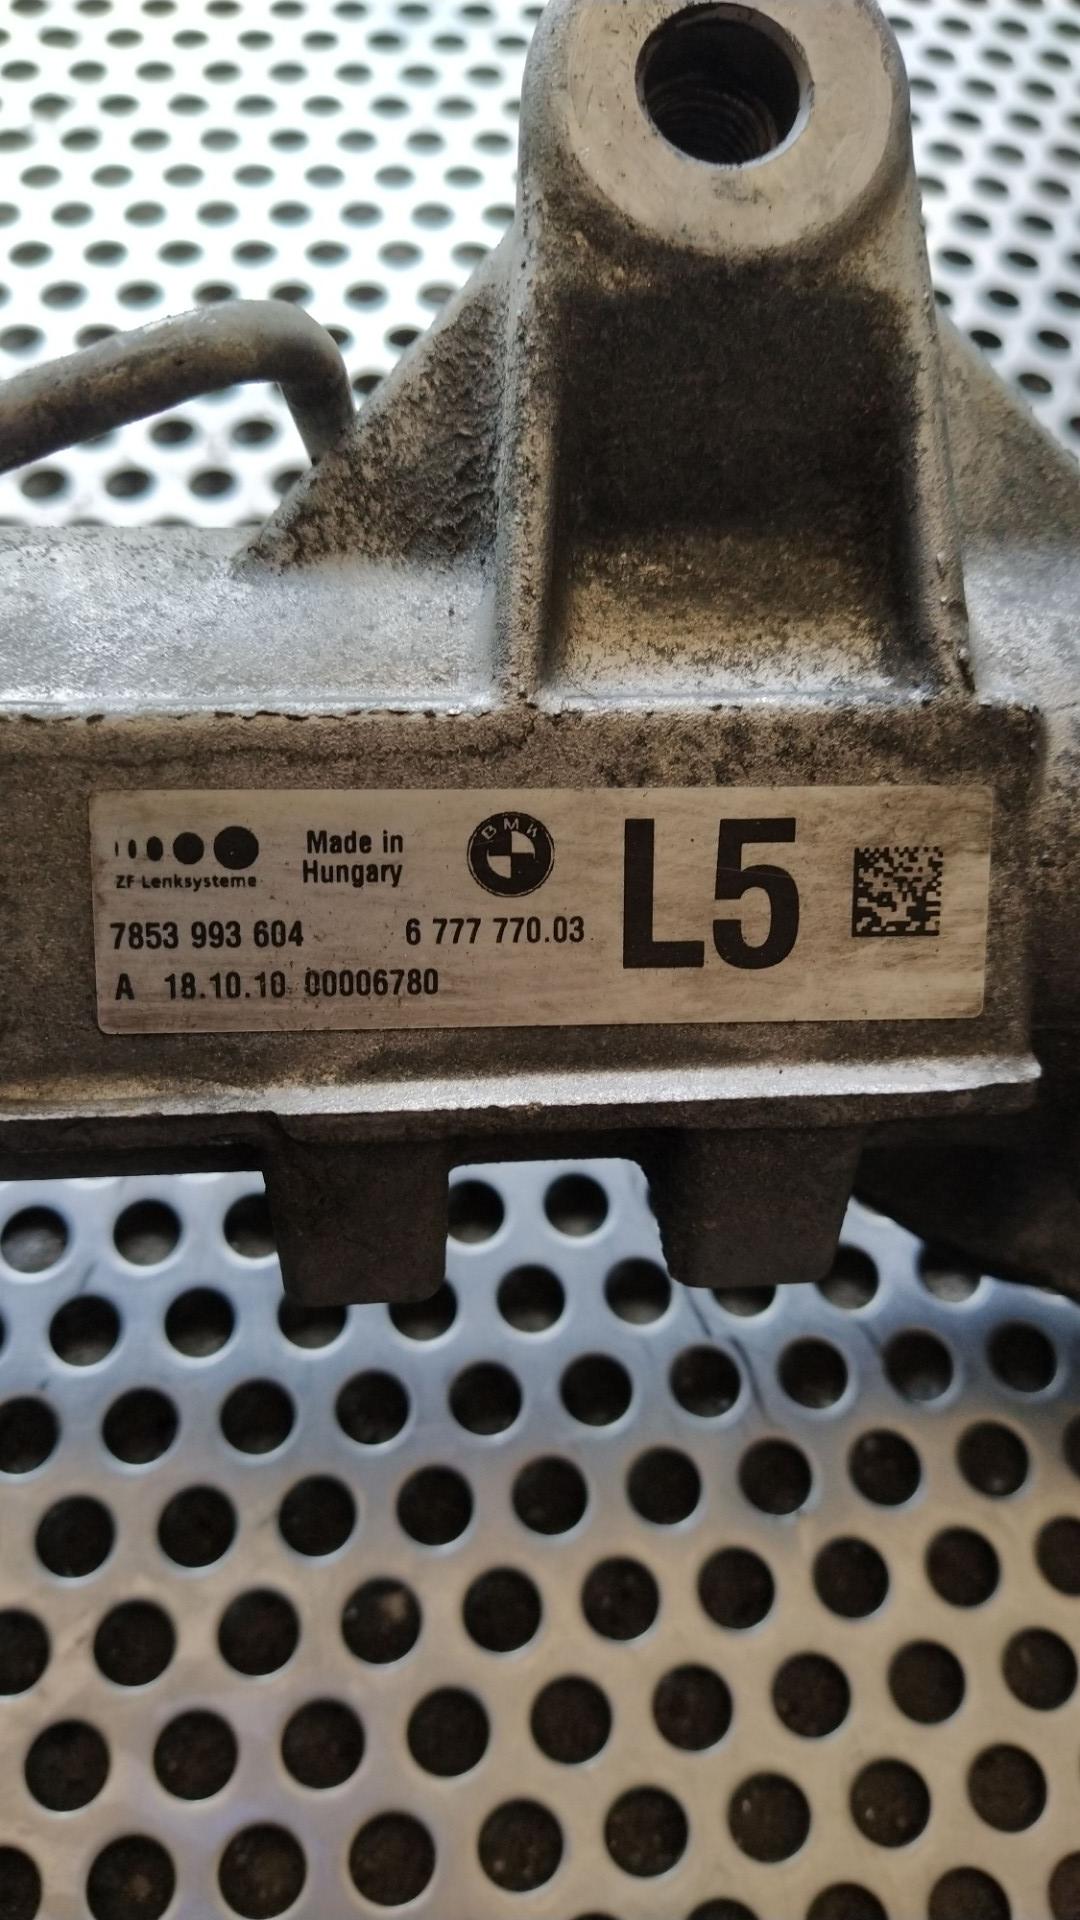 ZF Lenksysteme
Made in
Hungary
BMW
L5
7853 993 604 6 777 770.03
A 18.10.10 00006780